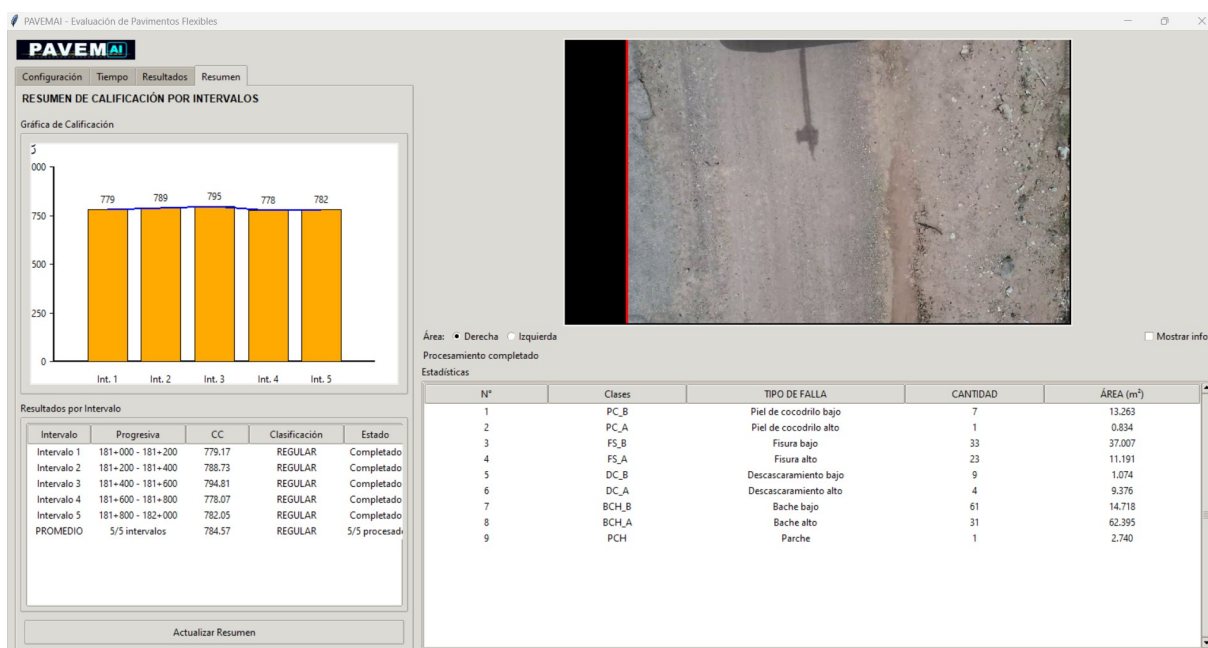 PAVEMAI - Evaluación de Pavimentos Flexibles
PAVEMAI
Configuración Tiempo Resultados Resumen
RESUMEN DE CALIFICACIÓN POR INTERVALOS
Gráfica de Calificación
000
779 789 795 778 782
750
500
250
0
Int. 1 Int. 2 Int. 3 Int. 4 Int. 5
Resultados por Intervalo
Intervalo Progresiva CC Clasificación Estado
Intervalo 1 181+000 - 181+200 779.17 REGULAR Completado
Intervalo 2 181+200 - 181+400 788.73 REGULAR Completado
Intervalo 3 181+400 - 181+600 794.81 REGULAR Completado
Intervalo 4 181+600 - 181+800 778.07 REGULAR Completado
Intervalo 5 181+800 - 182+000 782.05 REGULAR Completado
PROMEDIO 5/5 intervalos 784.57 REGULAR 5/5 procesad
Actualizar Resumen
Área: Derecha Izquierda
Mostrar info
Procesamiento completado
Estadísticas
N° Clases TIPO DE FALLA CANTIDAD ÁREA (m²)
1 PC_B Piel de cocodrilo bajo 7 13.263
2 PC_A Piel de cocodrilo alto 1 0.834
3 FS_B Fisura bajo 33 37.007
4 FS_A Fisura alto 23 11.191
5 DC_B Descascaramiento bajo 9 1.074
6 DC_A Descascaramiento alto 4 9.376
7 BCH_B Bache bajo 61 14.718
8 BCH_A Bache alto 31 62.395
9 PCH Parche 1 2.740